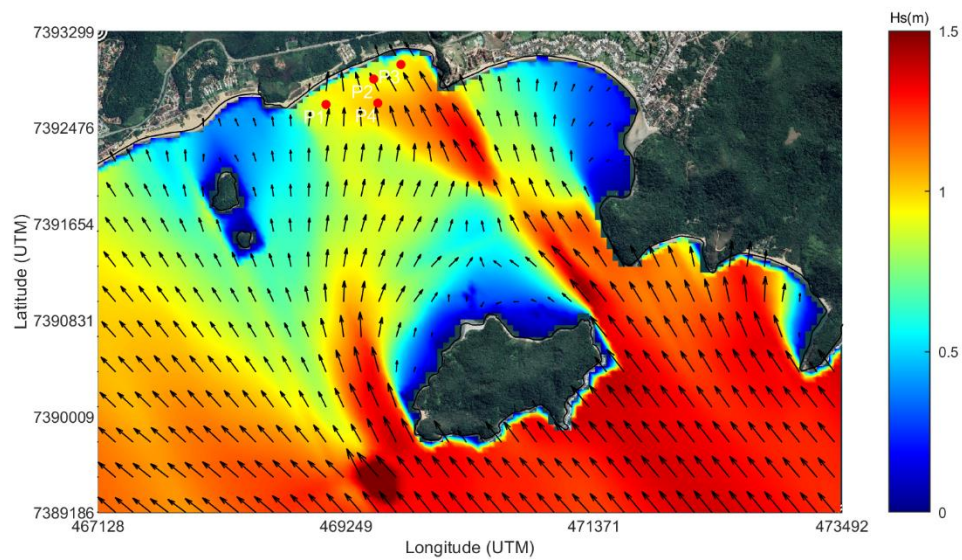 Hs(m)
7393299
1.5
P3
P2
P1
P4
7392476
7391654
1
7390831
0.5
7390009
7389186
0
467128
469249
471371
473492
Latitude (UTM)
Longitude (UTM)